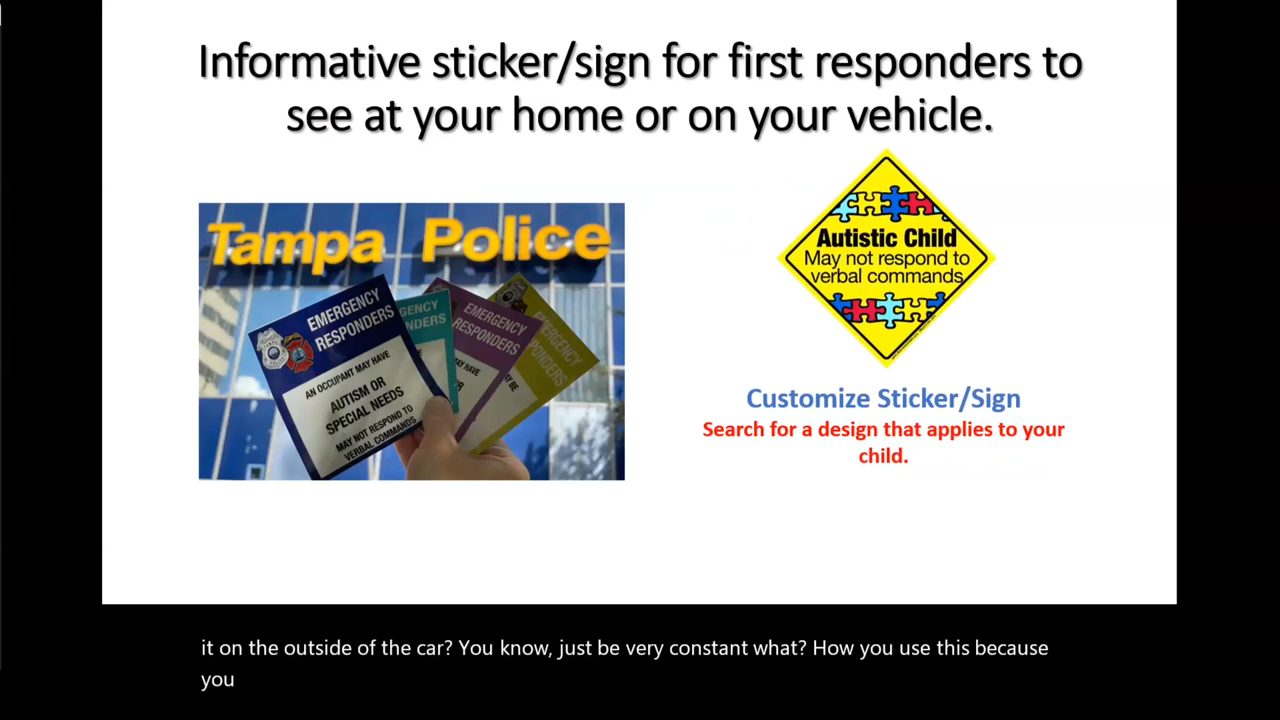 Informative sticker/sign for first responders to
see at your home or on your vehicle.
Tampa Police
EMERGENCY
RESPONDERS
AN OCCUPANT MAY HAVE
AUTISM OR
SPECIAL NEEDS
MAY NOT RESPOND TO
VERBAL COMMANDS
EMERGENCY
RESPONDERS
Autistic Child
May not respond to
verbal commands
Customize Sticker/Sign
Search for a design that applies to your
child.
it on the outside of the car? You know, just be very constant what? How you use this because
you